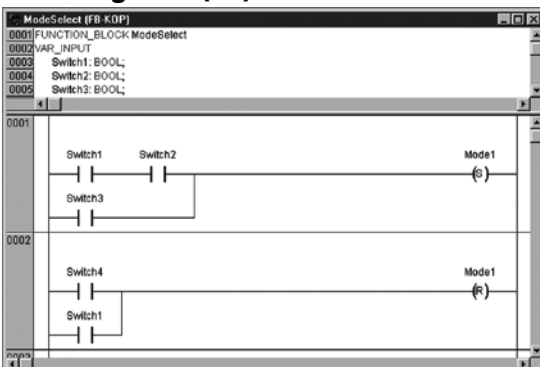 ModeSelect (FB-KOP)
0001 FUNCTION_BLOCK ModeSelect
0002 VAR_INPUT
0003 Switch1: BOOL;
0004 Switch2: BOOL;
0005 Switch3: BOOL;
0001
Switch1 Switch2 Mode1
(S)
Switch3
0002
Switch4 Mode1
(R)
Switch1